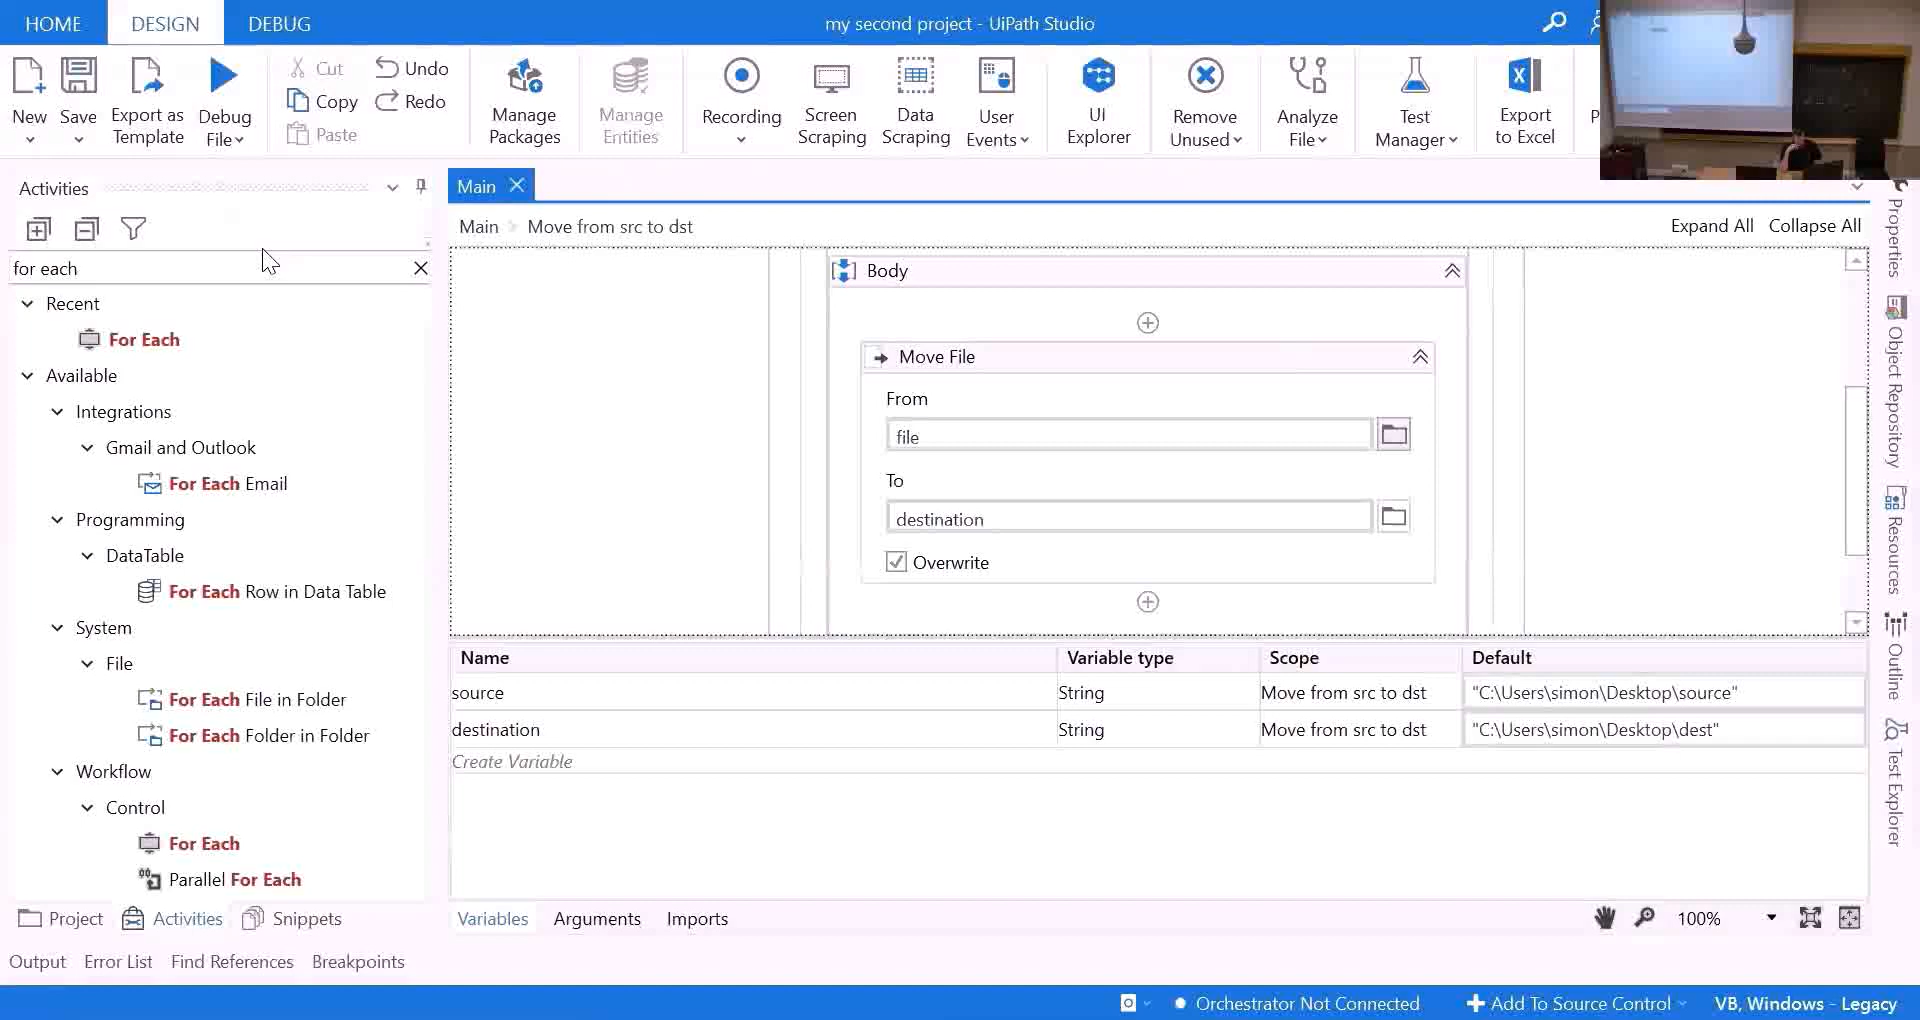 HOME DESIGN DEBUG my second project - UiPath Studio
New Save Export as Template Debug File Cut Copy Paste Undo Redo Manage Packages Manage Entities Recording Screen Scraping Data Scraping User Events UI Explorer Remove Unused Analyze File Test Manager Export to Excel P
Activities
for each
Recent
For Each
Available
Integrations
Gmail and Outlook
For Each Email
Programming
DataTable
For Each Row in Data Table
System
File
For Each File in Folder
For Each Folder in Folder
Workflow
Control
For Each
Parallel For Each
Project Activities Snippets
Main
Main Move from src to dst Expand All Collapse All
Body
Move File
From
file
To
destination
Overwrite
Name Variable type Scope Default
source String Move from src to dst "C:\Users\simon\Desktop\source"
destination String Move from src to dst "C:\Users\simon\Desktop\dest"
Create Variable
Variables Arguments Imports 100%
Properties
Object Repository
Resources
Outline
Test Explorer
Output Error List Find References Breakpoints
Orchestrator Not Connected Add To Source Control VB, Windows - Legacy